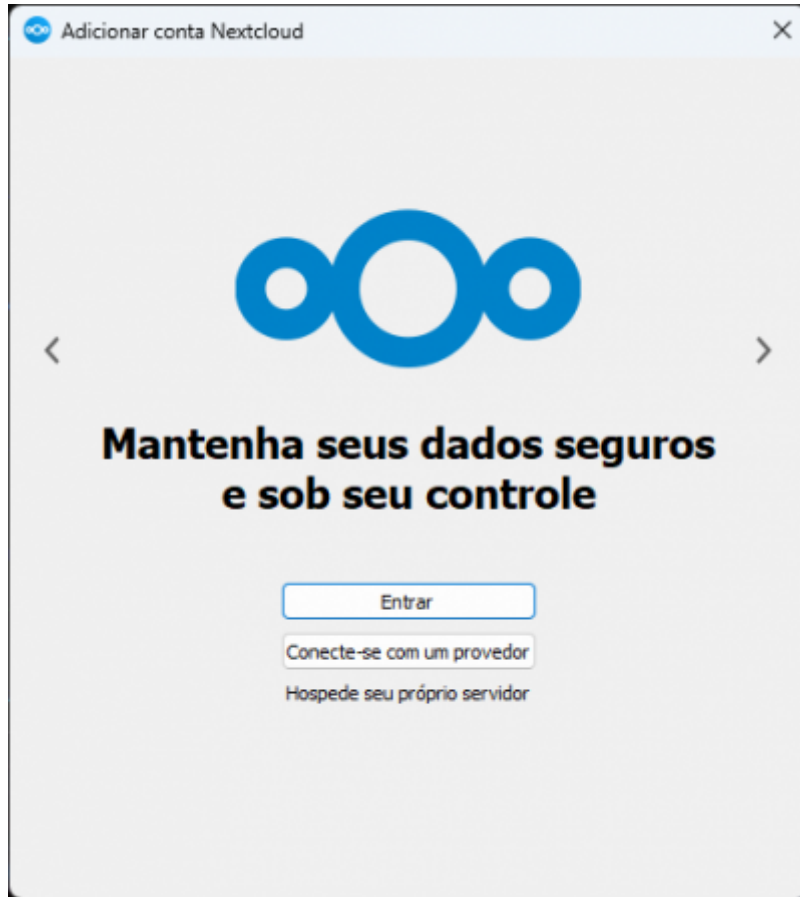 Adicionar conta Nextcloud
Mantenha seus dados seguros
e sob seu controle
Entrar
Conecte-se com um provedor
Hospede seu próprio servidor